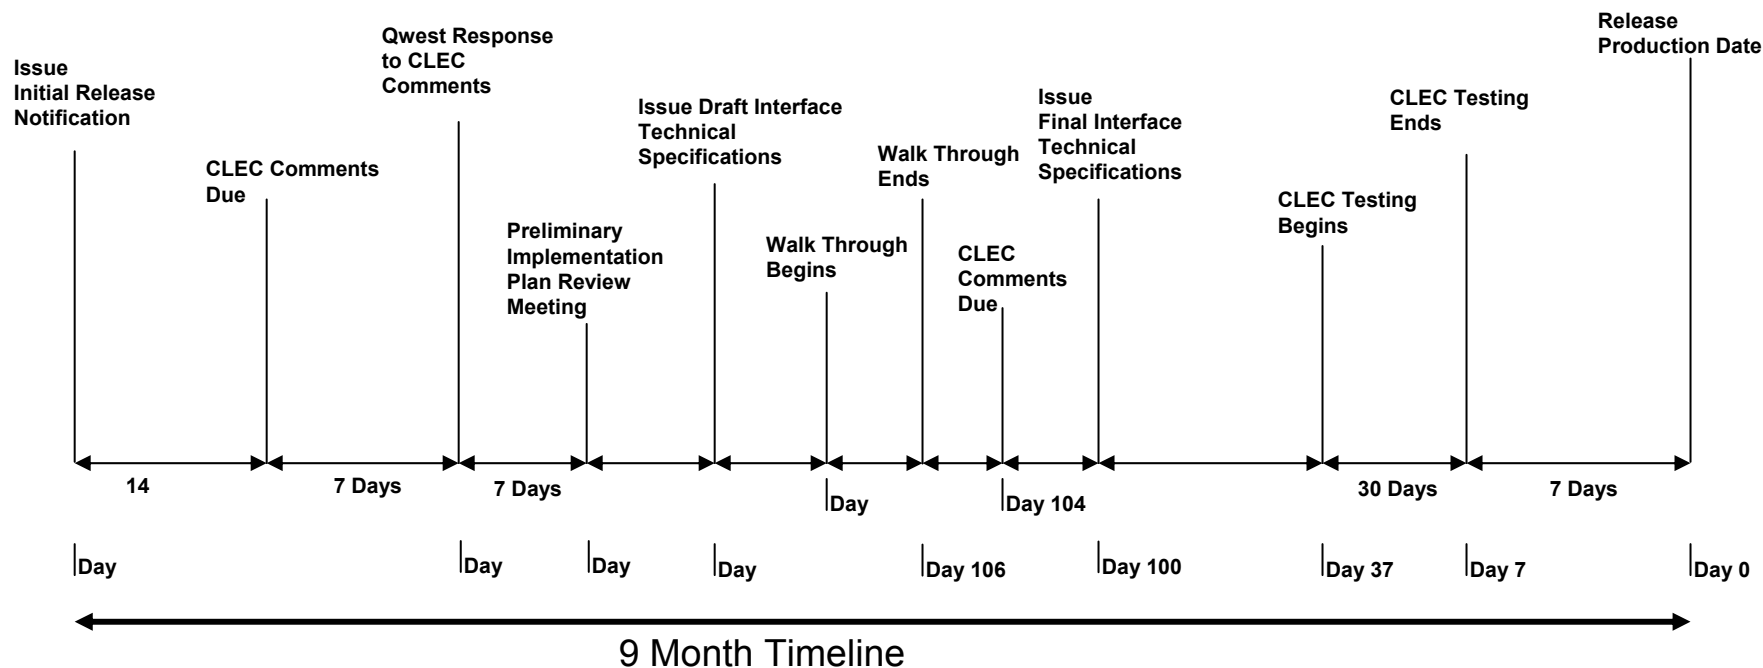 Issue
Initial Release
Notification
CLEC Comments
Due
Qwest Response
to CLEC
Comments
Preliminary
Implementation
Plan Review
Meeting
Issue Draft Interface
Technical
Specifications
Walk Through
Begins
Walk Through
Ends
CLEC
Comments
Due
Issue
Final Interface
Technical
Specifications
CLEC Testing
Begins
CLEC Testing
Ends
Release
Production Date
14
7 Days
7 Days
30 Days
7 Days
Day
Day 104
Day
Day
Day
Day
Day 106
Day 100
Day 37
Day 7
Day 0
9 Month Timeline